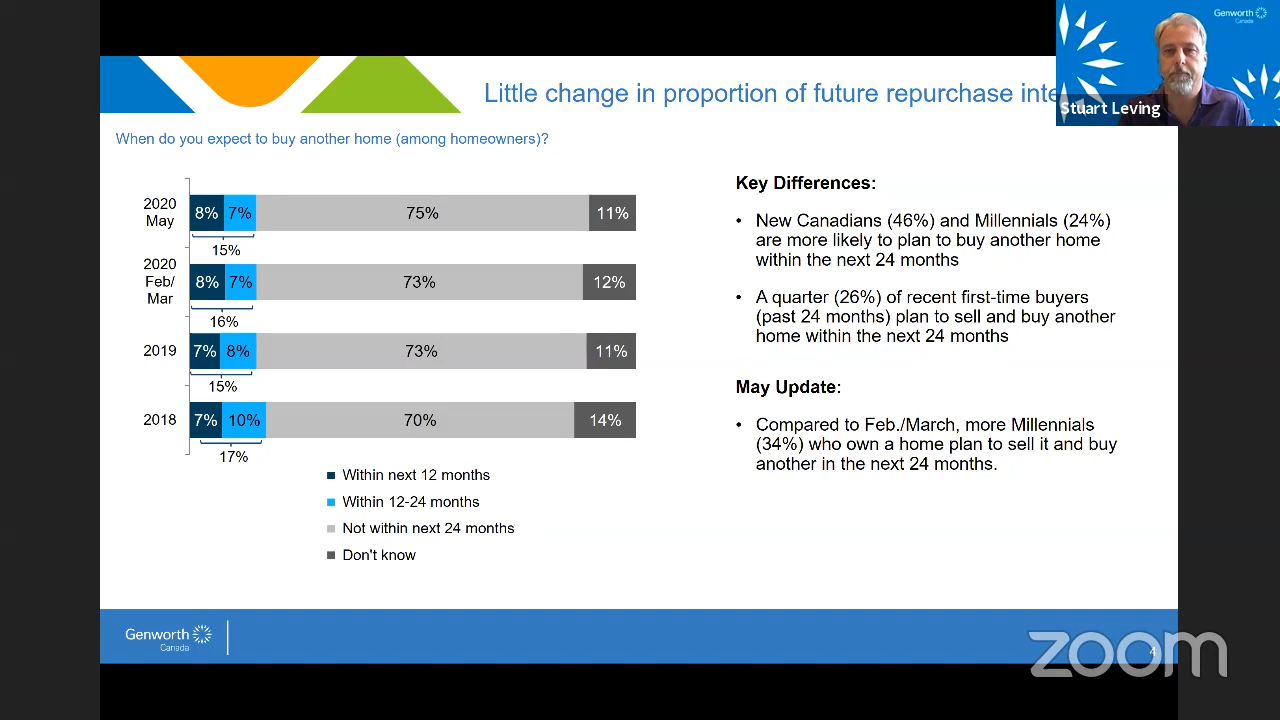 Genworth
Canada
Stuart Leving
Little change in proportion of future repurchase
When do you expect to buy another home (among homeowners)?
2020
May
8% 7% 75% 11%
15%
2020
Feb/
Mar
8% 7% 73% 12%
16%
2019
7% 8% 73% 11%
15%
2018
7% 10% 70% 14%
17%
Within next 12 months
Within 12-24 months
Not within next 24 months
Don't know
Key Differences:
• New Canadians (46%) and Millennials (24%)
are more likely to plan to buy another home
within the next 24 months
• A quarter (26%) of recent first-time buyers
(past 24 months) plan to sell and buy another
home within the next 24 months
May Update:
• Compared to Feb./March, more Millennials
(34%) who own a home plan to sell it and buy
another in the next 24 months.
Genworth
Canada
4
zoom